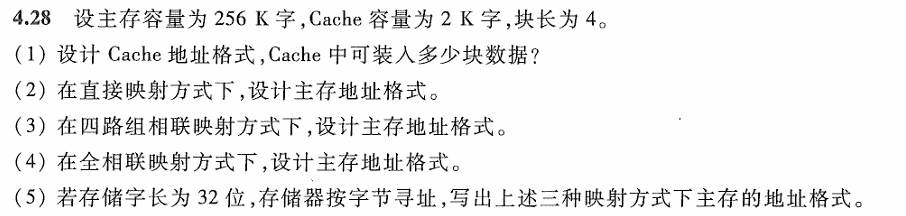 4.28 设主存容量为 256 K 字,Cache 容量为 2 K 字,块长为 4。
(1) 设计 Cache 地址格式,Cache 中可装入多少块数据?
(2) 在直接映射方式下,设计主存地址格式。
(3) 在四路组相联映射方式下,设计主存地址格式。
(4) 在全相联映射方式下,设计主存地址格式。
(5) 若存储字长为 32 位,存储器按字节寻址,写出上述三种映射方式下主存的地址格式。